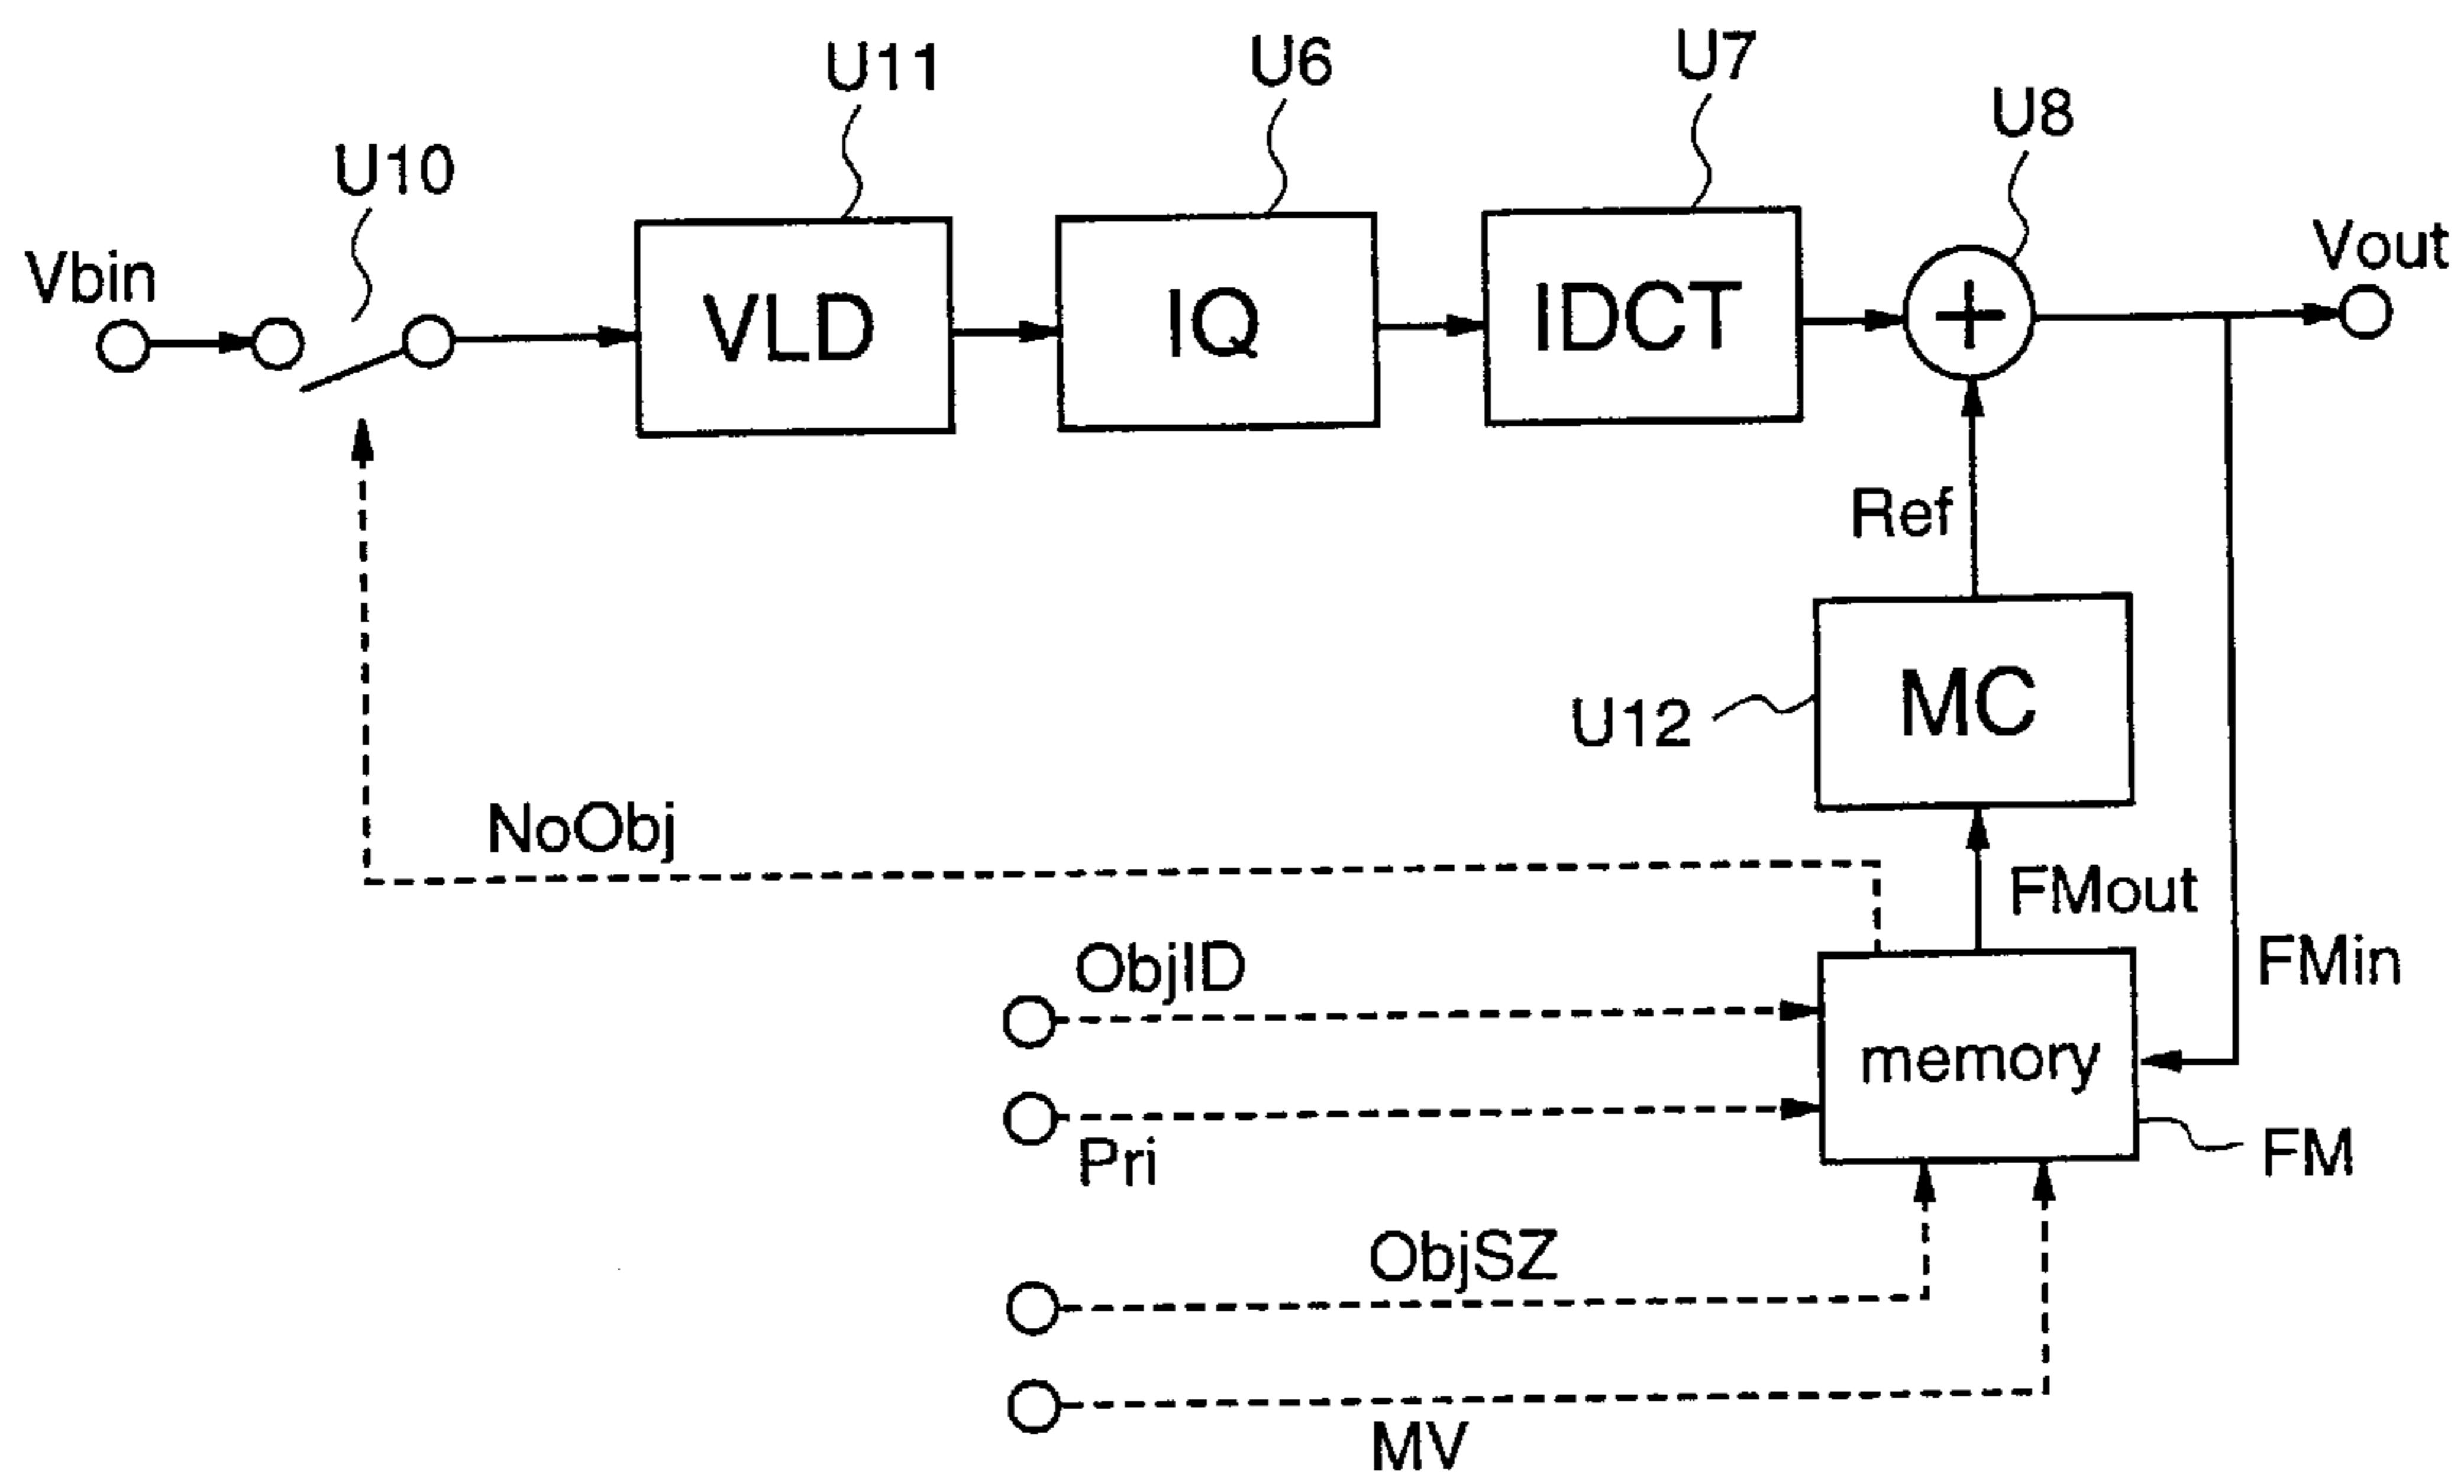 U11
U6
U7
U8
U10
Vbin
Vout
VLD
IQ
IDCT
+
Ref
MC
U12
NoObj
FMout
FMin
ObjID
memory
Pri
FM
ObjSZ
MV